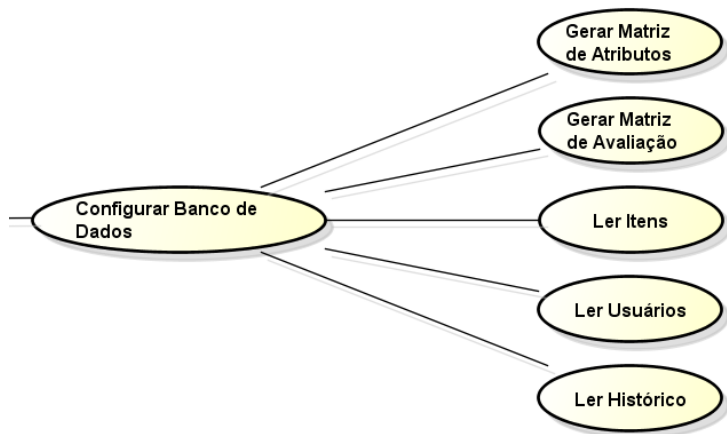 Gerar Matriz
de Atributos
Gerar Matriz
de Avaliação
Configurar Banco de
Dados
Ler Itens
Ler Usuários
Ler Histórico